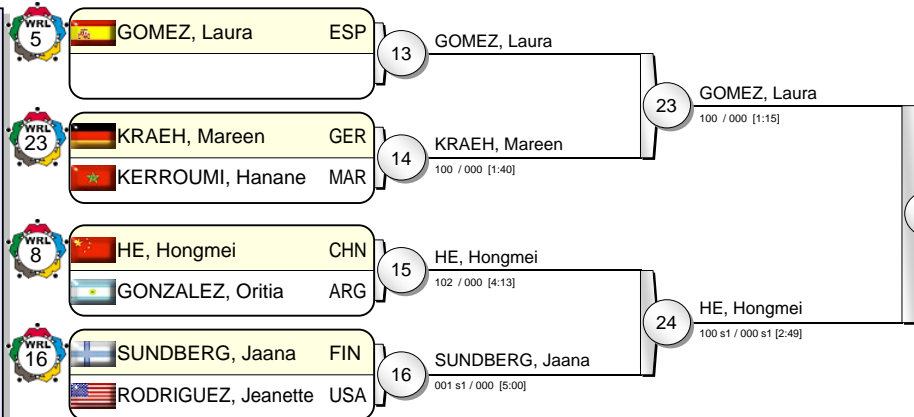 WRL
5
GOMEZ, Laura ESP
WRL
23
KRAEH, Mareen GER
KERROUMI, Hanane MAR
WRL
8
HE, Hongmei CHN
GONZALEZ, Oritia ARG
WRL
16
SUNDBERG, Jaana FIN
RODRIGUEZ, Jeanette USA
13
GOMEZ, Laura
14
KRAEH, Mareen
100 / 000 [1:40]
15
HE, Hongmei
102 / 000 [4:13]
16
SUNDBERG, Jaana
001 s1 / 000 [5:00]
23
GOMEZ, Laura
100 / 000 [1:15]
24
HE, Hongmei
100 s1 / 000 s1 [2:49]